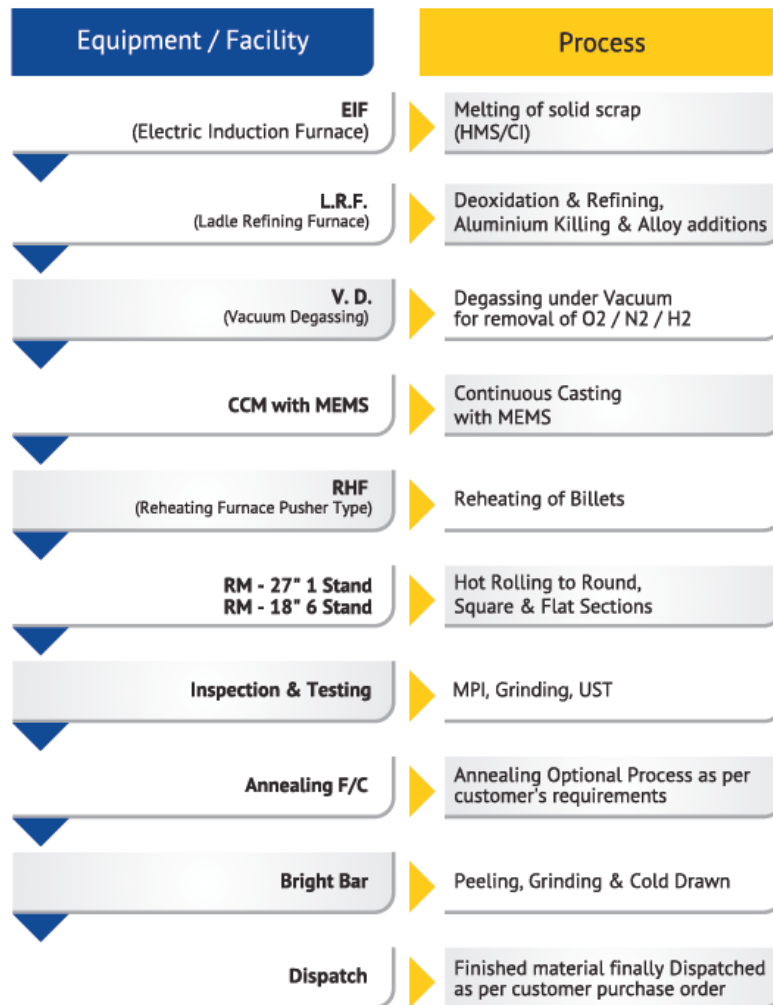 Equipment / Facility
Process
EIF
(Electric Induction Furnace)
Melting of solid scrap
(HMS/CI)
L.R.F.
(Ladle Refining Furnace)
Deoxidation & Refining,
Aluminium Killing & Alloy additions
V. D.
(Vacuum Degassing)
Degassing under Vacuum
for removal of O2 / N2 / H2
CCM with MEMS
Continuous Casting
with MEMS
RHF
(Reheating Furnace Pusher Type)
Reheating of Billets
RM - 27" 1 Stand
RM - 18" 6 Stand
Hot Rolling to Round,
Square & Flat Sections
Inspection & Testing
MPI, Grinding, UST
Annealing F/C
Annealing Optional Process as per
customer's requirements
Bright Bar
Peeling, Grinding & Cold Drawn
Dispatch
Finished material finally Dispatched
as per customer purchase order